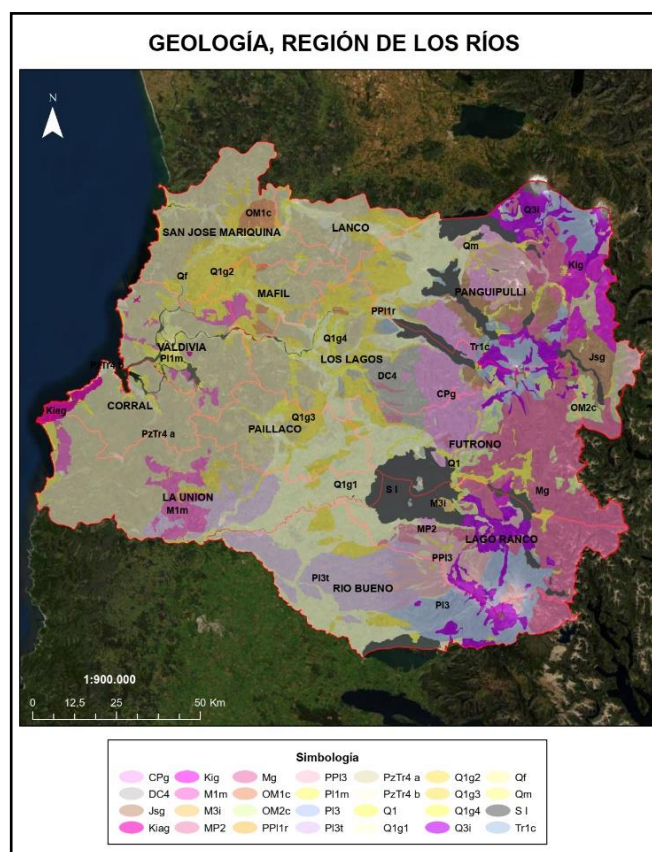 GEOLOGÍA, REGIÓN DE LOS RÍOS
N
Q3i
OM1c
SAN JOSE MARIQUINA
LANCO
Qm
Kig
Qf
Q1g2
MAFIL
PANGUIPULLI
PPl1r
Q1g4
VALDIVIA
Pl1m
LOS LAGOS
Tr1c
Jsg
DC4
CPg
OM2c
Kiag
CORRAL
Q1g3
PAILLACO
PzTr4 a
FUTRONO
Q1
Q1g1
S I
Mg
LA UNION
M1m
M3i
MP2
LAGO RANCO
PPl3
Pl3t
RIO BUENO
Pl3
1:900.000
0 12,5 25 50 Km
Simbología
CPg Kig Mg PPl3 PzTr4 a Q1g2 Qf
DC4 M1m OM1c Pl1m PzTr4 b Q1g3 Qm
Jsg M3i OM2c Pl3 Q1 Q1g4 S I
Kiag MP2 PPl1r Pl3t Q1g1 Q3i Tr1c